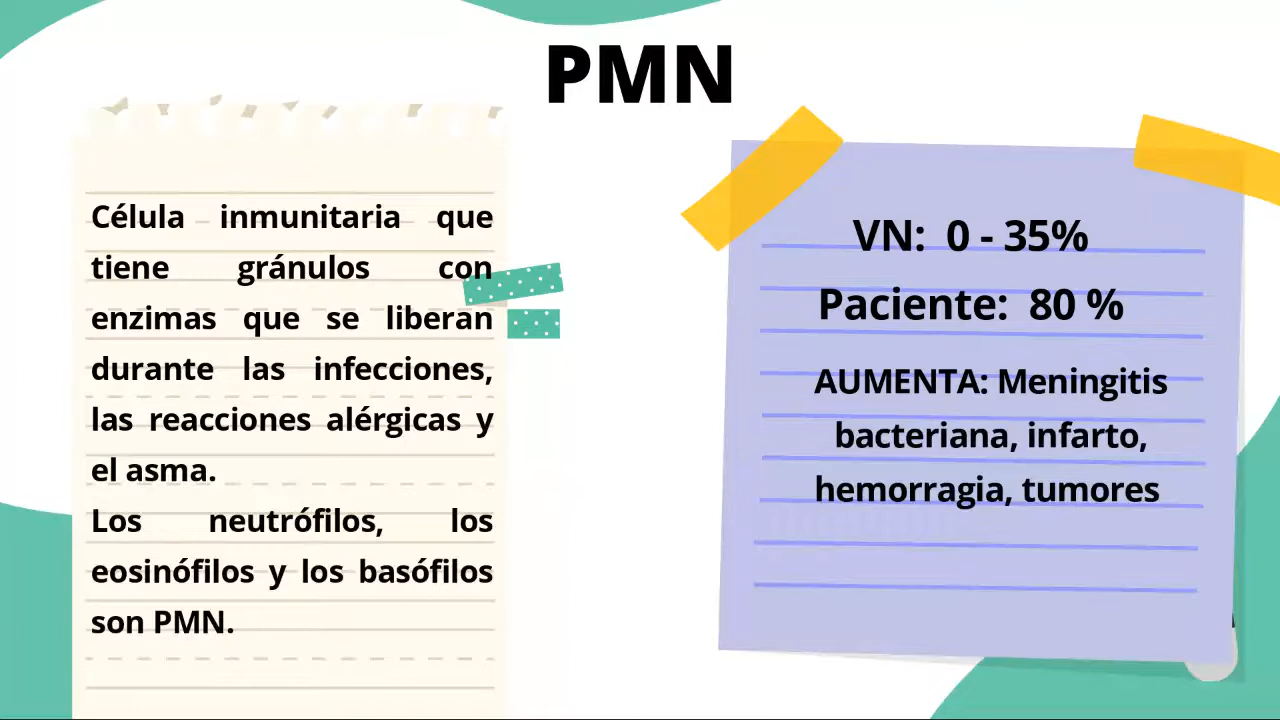 PMN
Célula inmunitaria que
tiene gránulos con
enzimas que se liberan
durante las infecciones,
las reacciones alérgicas y
el asma.
Los neutrófilos, los
eosinófilos y los basófilos
son PMN.
VN: 0 - 35%
Paciente: 80 %
AUMENTA: Meningitis
bacteriana, infarto,
hemorragia, tumores